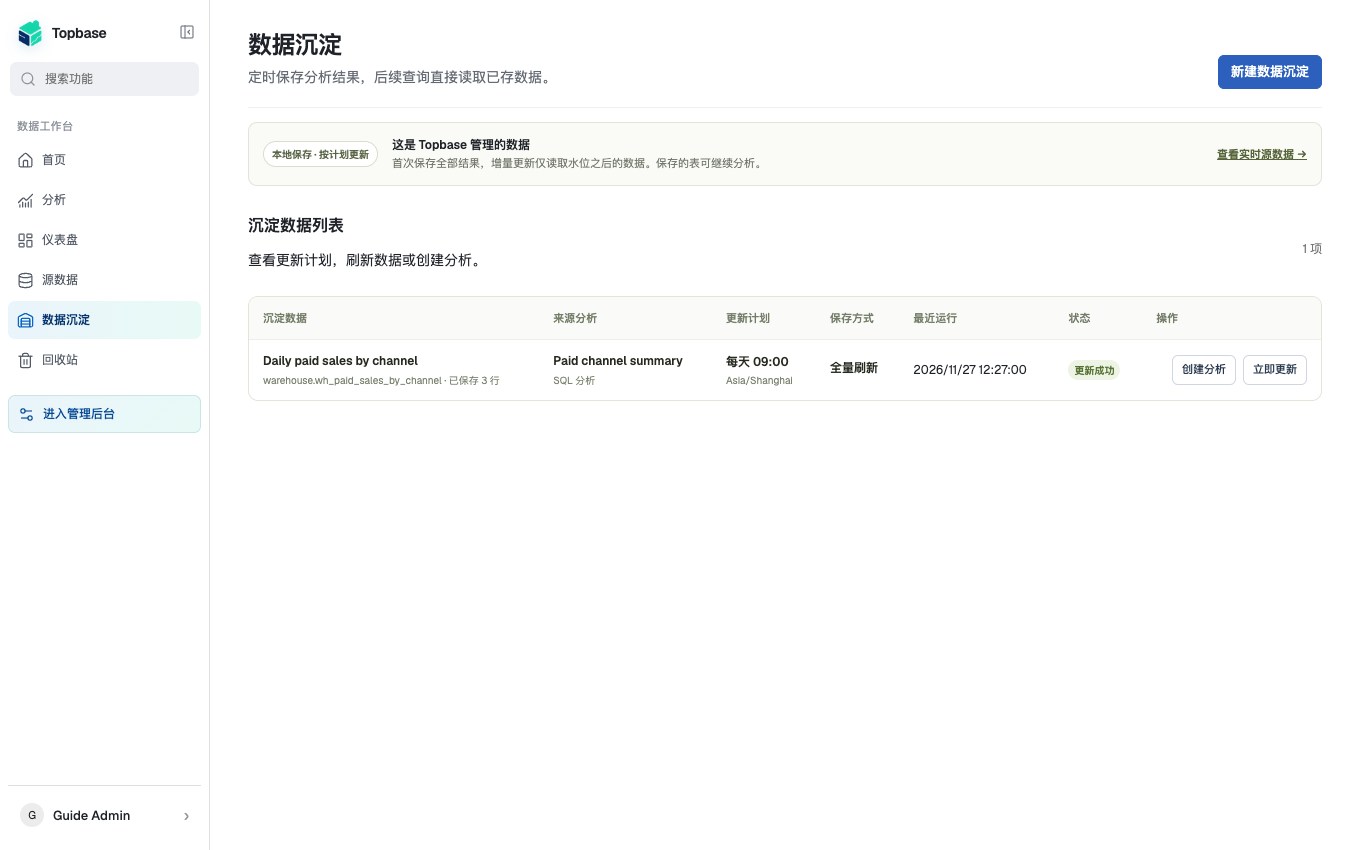 Topbase
搜索功能
数据工作台
首页
分析
仪表盘
源数据
数据沉淀
回收站
进入管理后台
G Guide Admin
数据沉淀
定时保存分析结果，后续查询直接读取已存数据。
新建数据沉淀
本地保存 · 按计划更新
这是 Topbase 管理的数据
首次保存全部结果，增量更新仅读取水位之后的数据。保存的表可继续分析。
查看实时源数据 →
沉淀数据列表
查看更新计划，刷新数据或创建分析。
1 项
沉淀数据 来源分析 更新计划 保存方式 最近运行 状态 操作
Daily paid sales by channel Paid channel summary 每天 09:00 全量刷新 2026/11/27 12:27:00 更新成功 创建分析 立即更新
warehouse.wh_paid_sales_by_channel · 已保存 3 行 SQL 分析 Asia/Shanghai